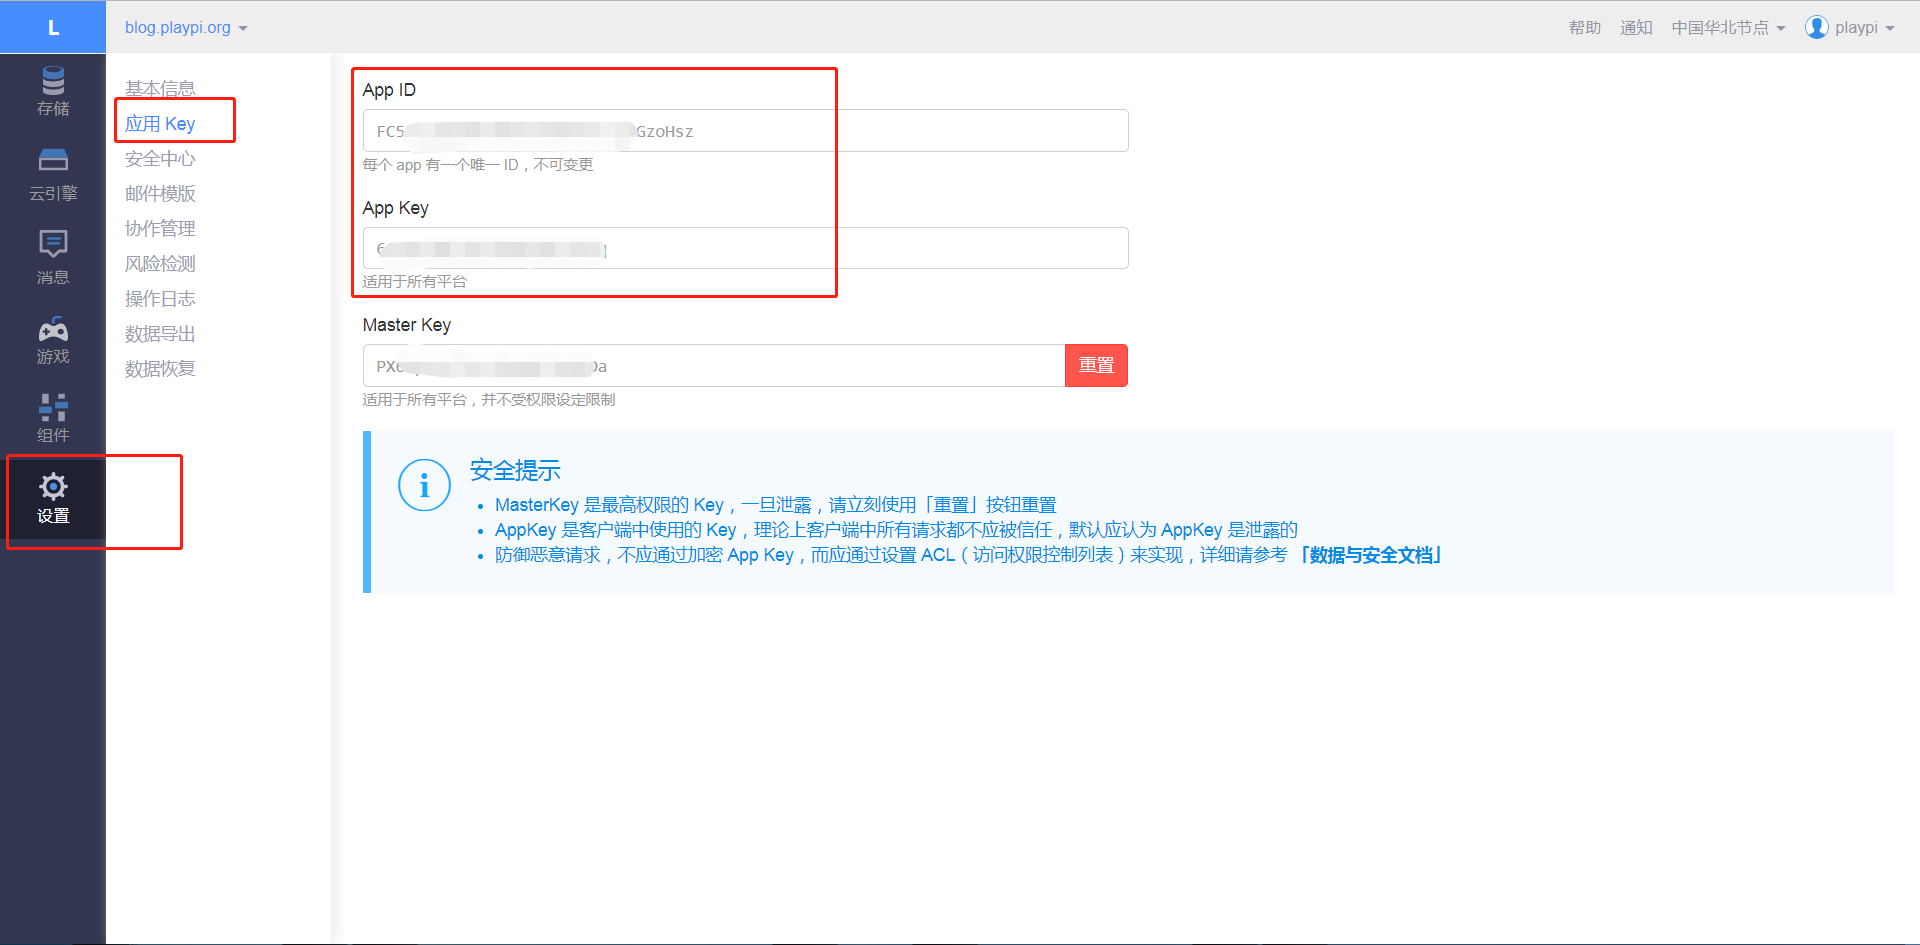 L
blog.playpi.org
帮助
通知
中国华北节点
playpi
存储
云引擎
消息
游戏
组件
设置
基本信息
应用 Key
安全中心
邮件模版
协作管理
风险检测
操作日志
数据导出
数据恢复
App ID
FC5
GzoHsz
每个 app 有一个唯一 ID，不可变更
App Key
适用于所有平台
Master Key
PX
Da
重置
适用于所有平台，并不受权限设定限制
安全提示
MasterKey 是最高权限的 Key，一旦泄露，请立刻使用「重置」按钮重置
AppKey 是客户端中使用的 Key，理论上客户端中所有请求都不应被信任，默认应认为 AppKey 是泄露的
防御恶意请求，不应通过加密 App Key，而应通过设置 ACL（访问权限控制列表）来实现，详细请参考 「数据与安全文档」